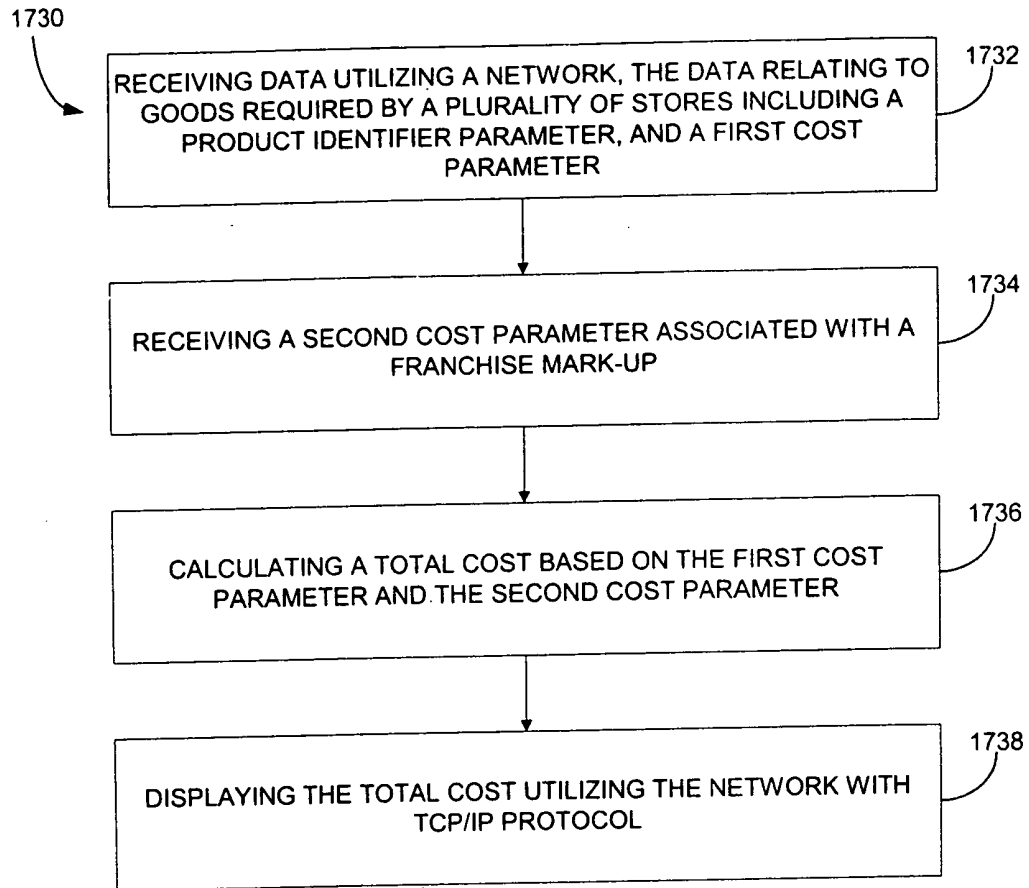 1730
1732
RECEIVING DATA UTILIZING A NETWORK, THE DATA RELATING TO
GOODS REQUIRED BY A PLURALITY OF STORES INCLUDING A
PRODUCT IDENTIFIER PARAMETER, AND A FIRST COST
PARAMETER
1734
RECEIVING A SECOND COST PARAMETER ASSOCIATED WITH A
FRANCHISE MARK-UP
1736
CALCULATING A TOTAL COST BASED ON THE FIRST COST
PARAMETER AND THE SECOND COST PARAMETER
1738
DISPLAYING THE TOTAL COST UTILIZING THE NETWORK WITH
TCP/IP PROTOCOL